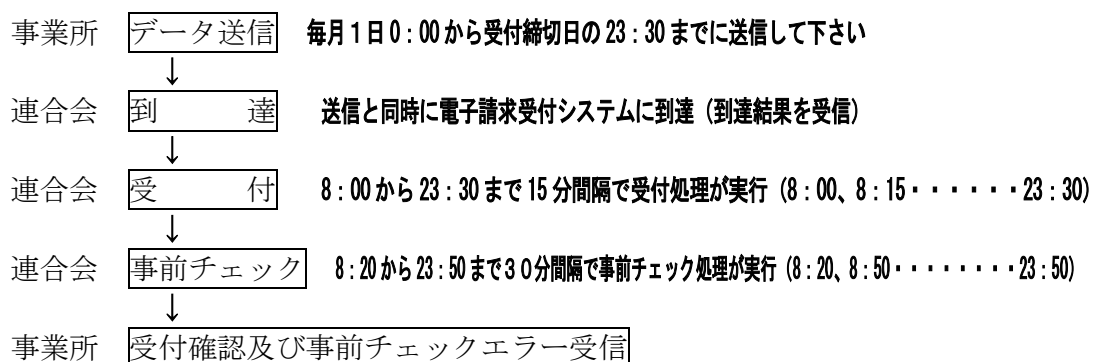 事業所 データ送信 毎月１日０：００から受付締切日の２３：３０までに送信して下さい
↓
連合会 到 達 送信と同時に電子請求受付システムに到達（到達結果を受信）
↓
連合会 受 付 ８：００から２３：３０まで１５分間隔で受付処理が実行（８：００、８：１５・・・・・・２３：３０）
↓
連合会 事前チェック ８：２０から２３：５０まで３０分間隔で事前チェック処理が実行（８：２０、８：５０・・・・・・・・２３：５０）
↓
事業所 受付確認及び事前チェックエラー受信